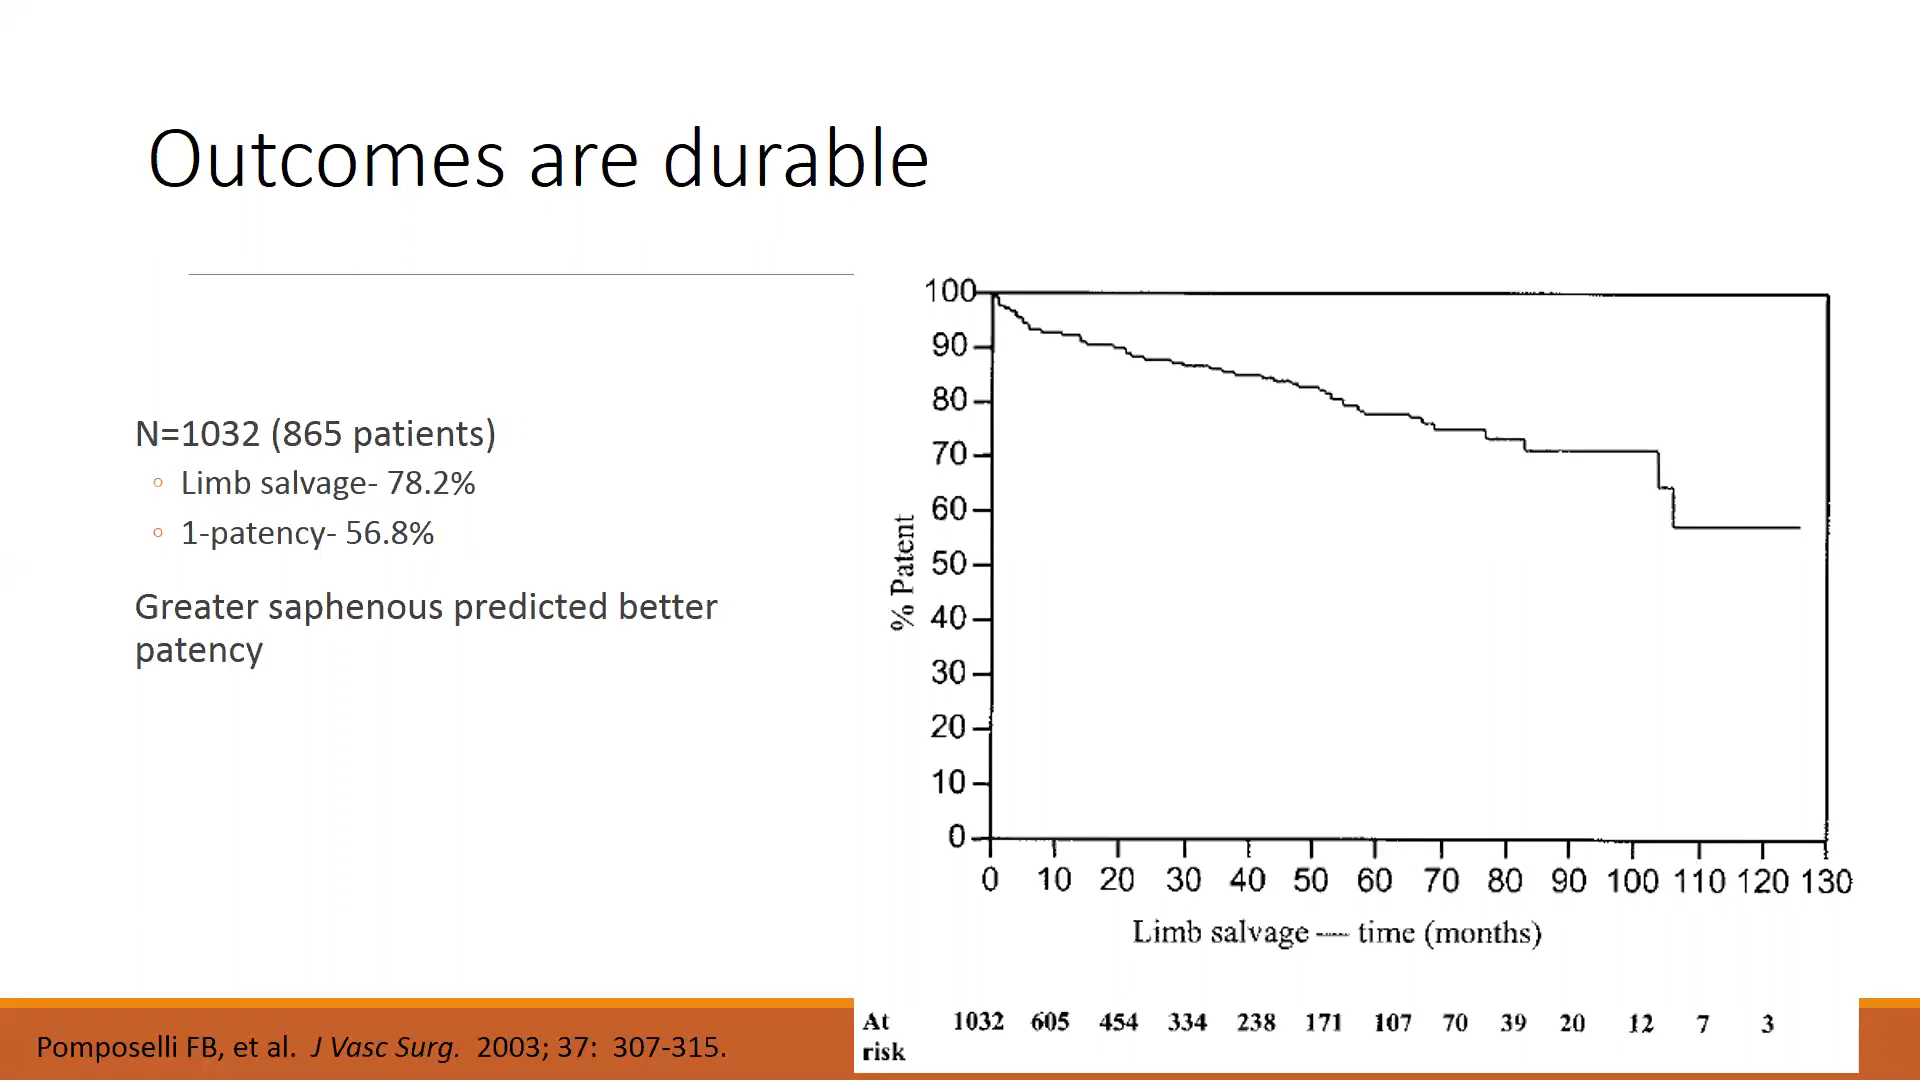 Outcomes are durable
N=1032 (865 patients)
◦ Limb salvage- 78.2%
◦ 1-patency- 56.8%
Greater saphenous predicted better
patency
% Patent
100
90
80
70
60
50
40
30
20
10
0
0 10 20 30 40 50 60 70 80 90 100 110 120 130
Limb salvage — time (months)
At 1032 605 454 334 238 171 107 70 39 20 12 7 3
risk
Pomposelli FB, et al. J Vasc Surg. 2003; 37: 307-315.